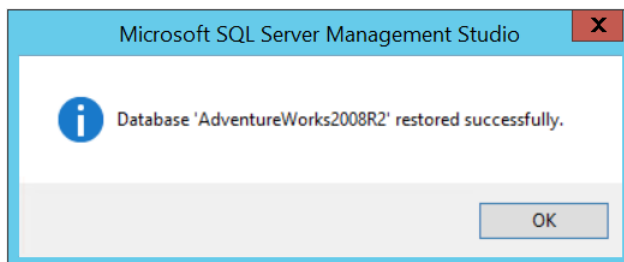 Microsoft SQL Server Management Studio
X
Database 'AdventureWorks2008R2' restored successfully.
OK